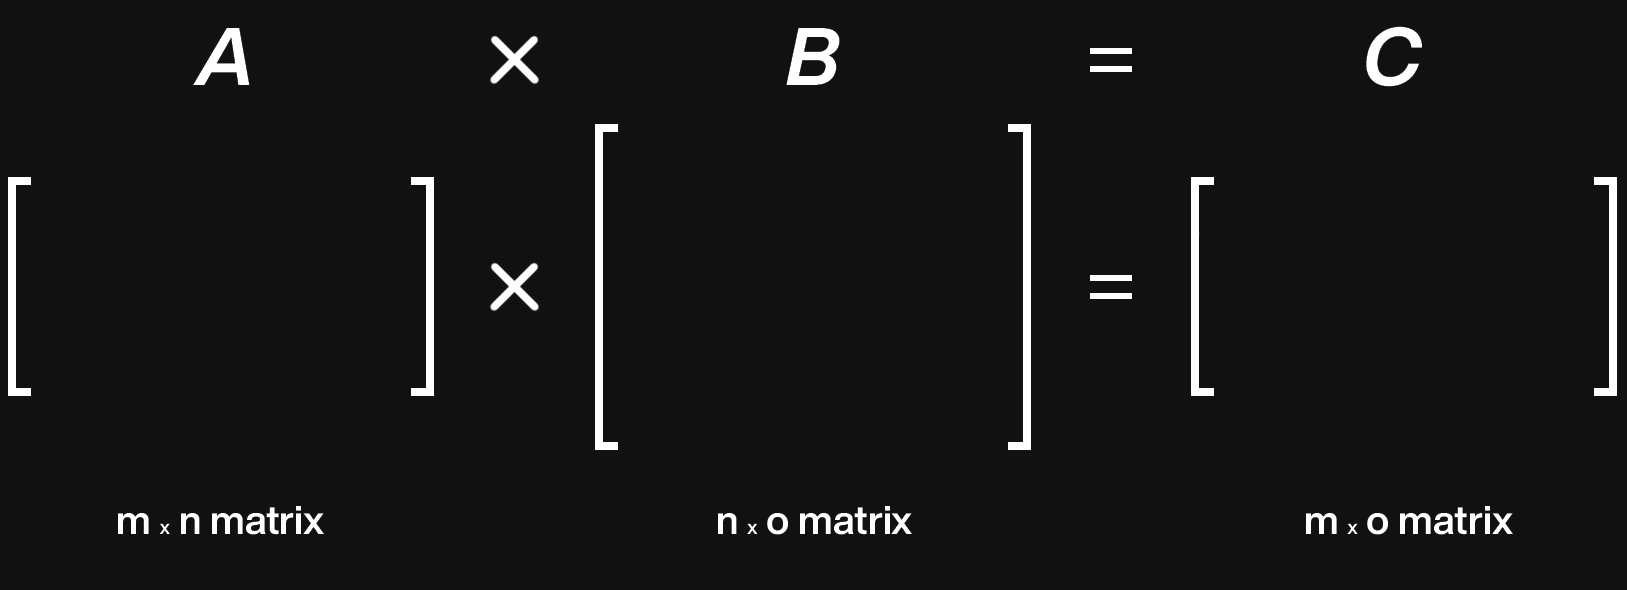 A × B = C
[ ] × [ ] = [ ]
m x n matrix n x o matrix m x o matrix